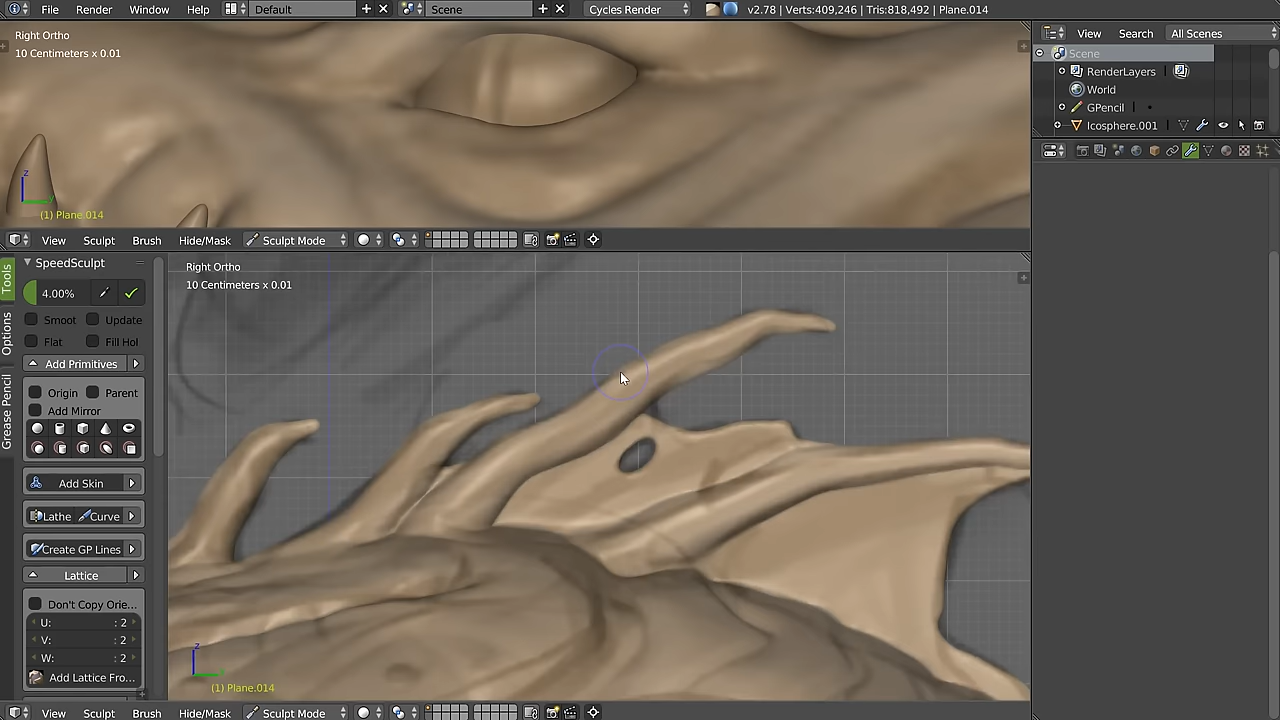 File Render Window Help Default Scene Cycles Render v2.78 | Verts:409,246 | Tris:818,492 | Plane.014
Right Ortho
10 Centimeters x 0.01
z
(1) Plane.014
View Sculpt Brush Hide/Mask Sculpt Mode
View Search All Scenes
Scene
RenderLayers
World
GPencil
Icosphere.001
Tools
Options
Grease Pencil
SpeedSculpt
4.00%
Smoot Update
Flat Fill Hol
Add Primitives
Origin Parent
Add Mirror
Add Skin
Lathe Curve
Create GP Lines
Lattice
Don't Copy Orie...
U: : 2
V: : 2
W: : 2
Add Lattice Fro...
Right Ortho
10 Centimeters x 0.01
z
(1) Plane.014
View Sculpt Brush Hide/Mask Sculpt Mode